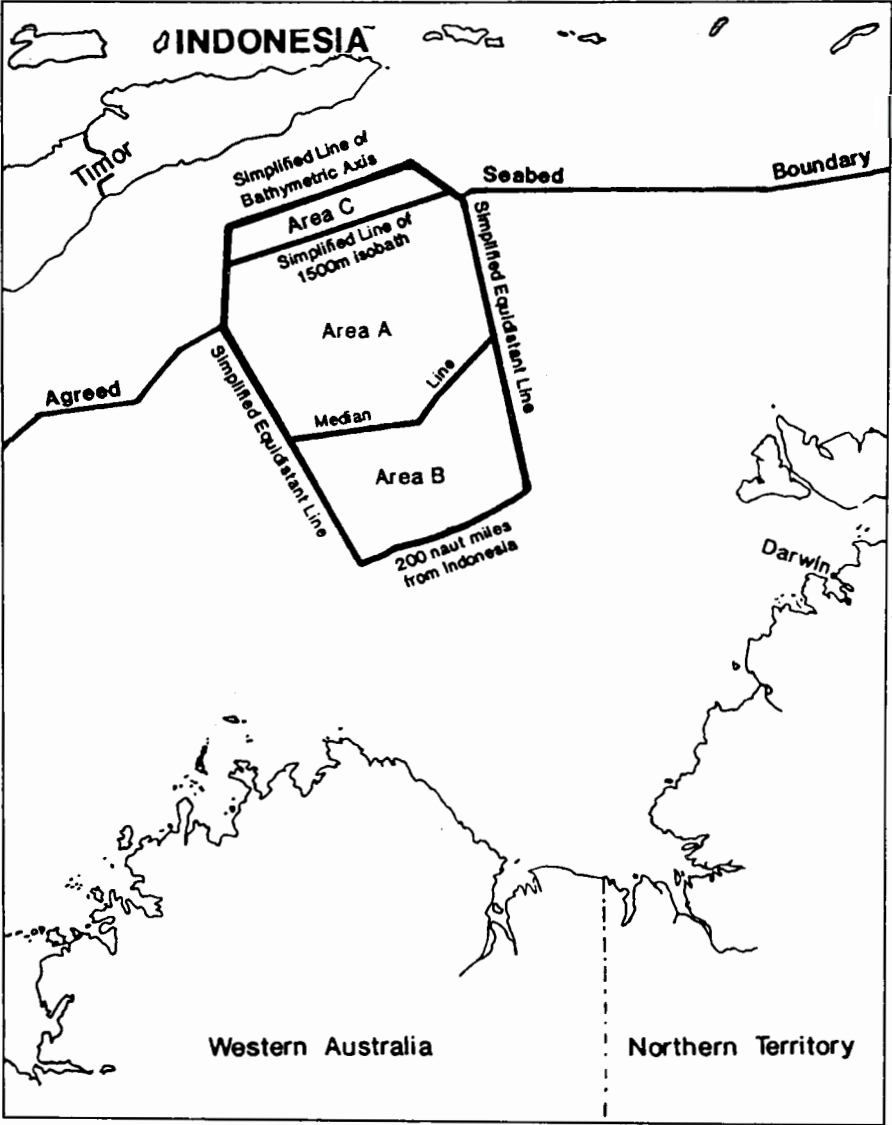 INDONESIA
Timor
Simplified Line of
Bathymetric Axis
Seabed
Boundary
Area C
Simplified Line of
1500m isobath
Simplified Equidistant Line
Area A
Agreed
Simplified Equidistant Line
Median
Line
Area B
200 naut miles
from Indonesia
Darwin
Western Australia
Northern Territory